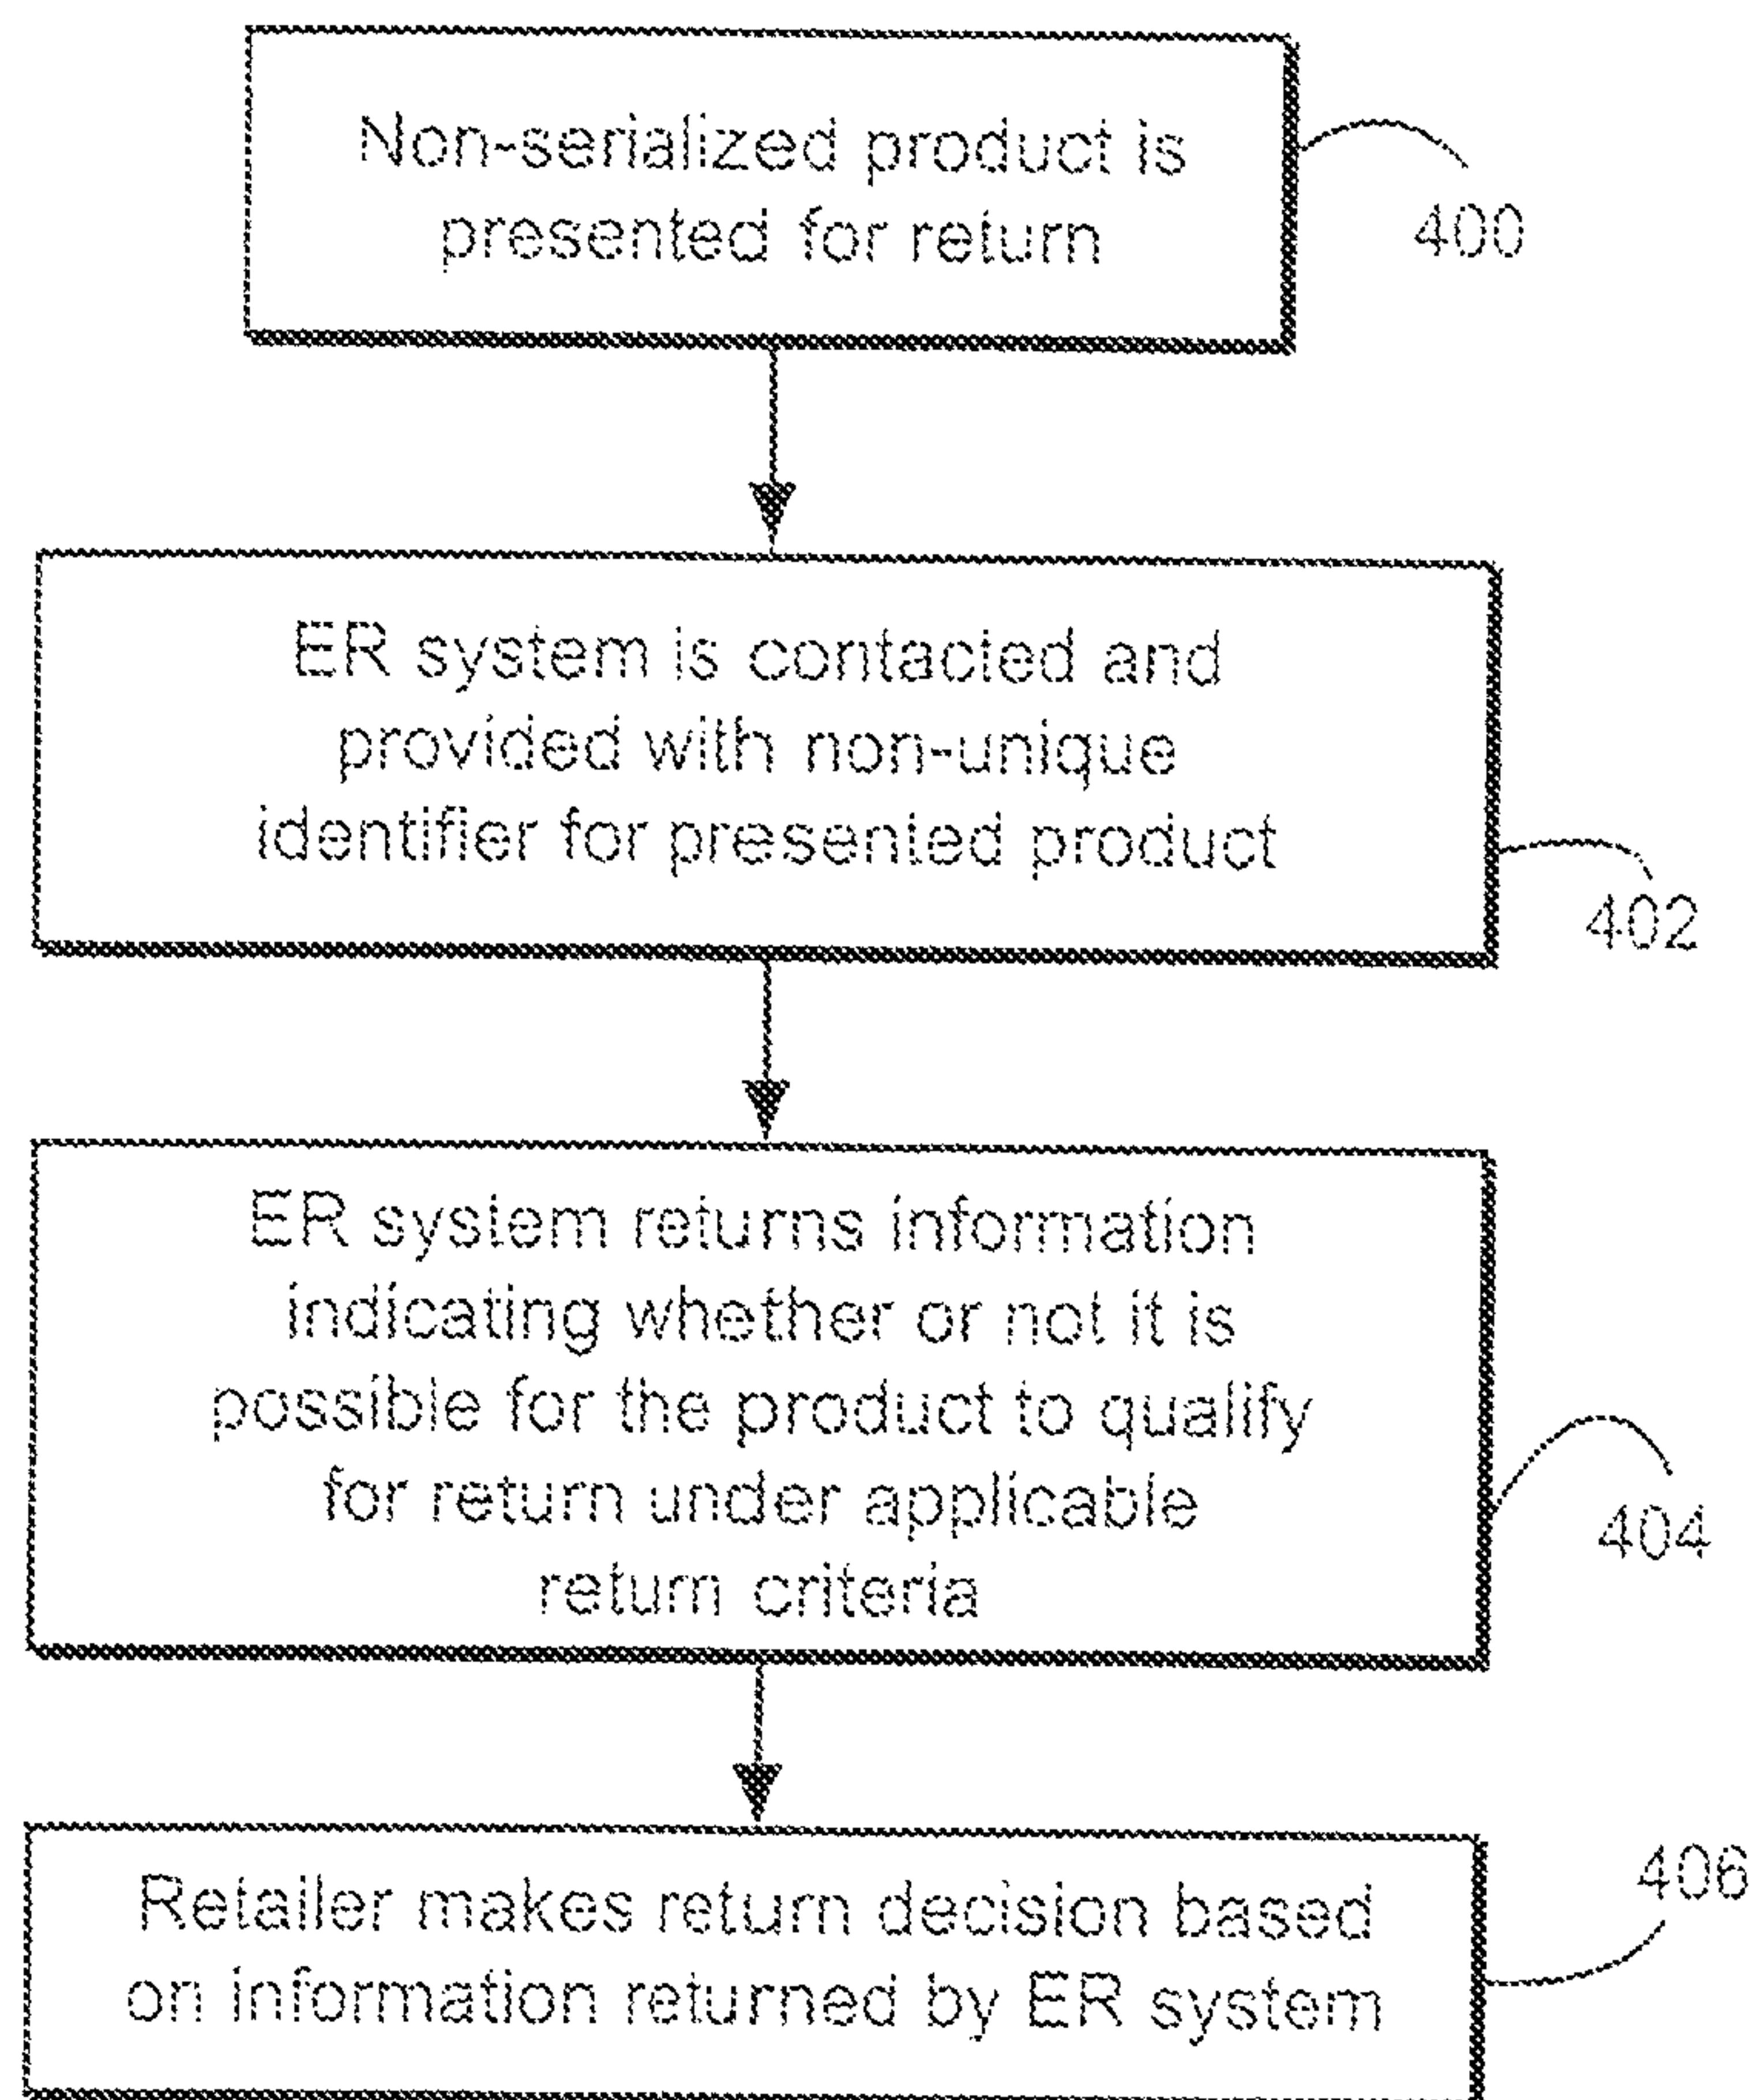 Non-serialized product is
presented for return
400
ER system is contacted and
provided with non-unique
identifier for presented product
402
ER system returns information
indicating whether or not it is
possible for the product to qualify
for return under applicable
return criteria
404
406
Retailer makes return decision based
on information returned by ER system